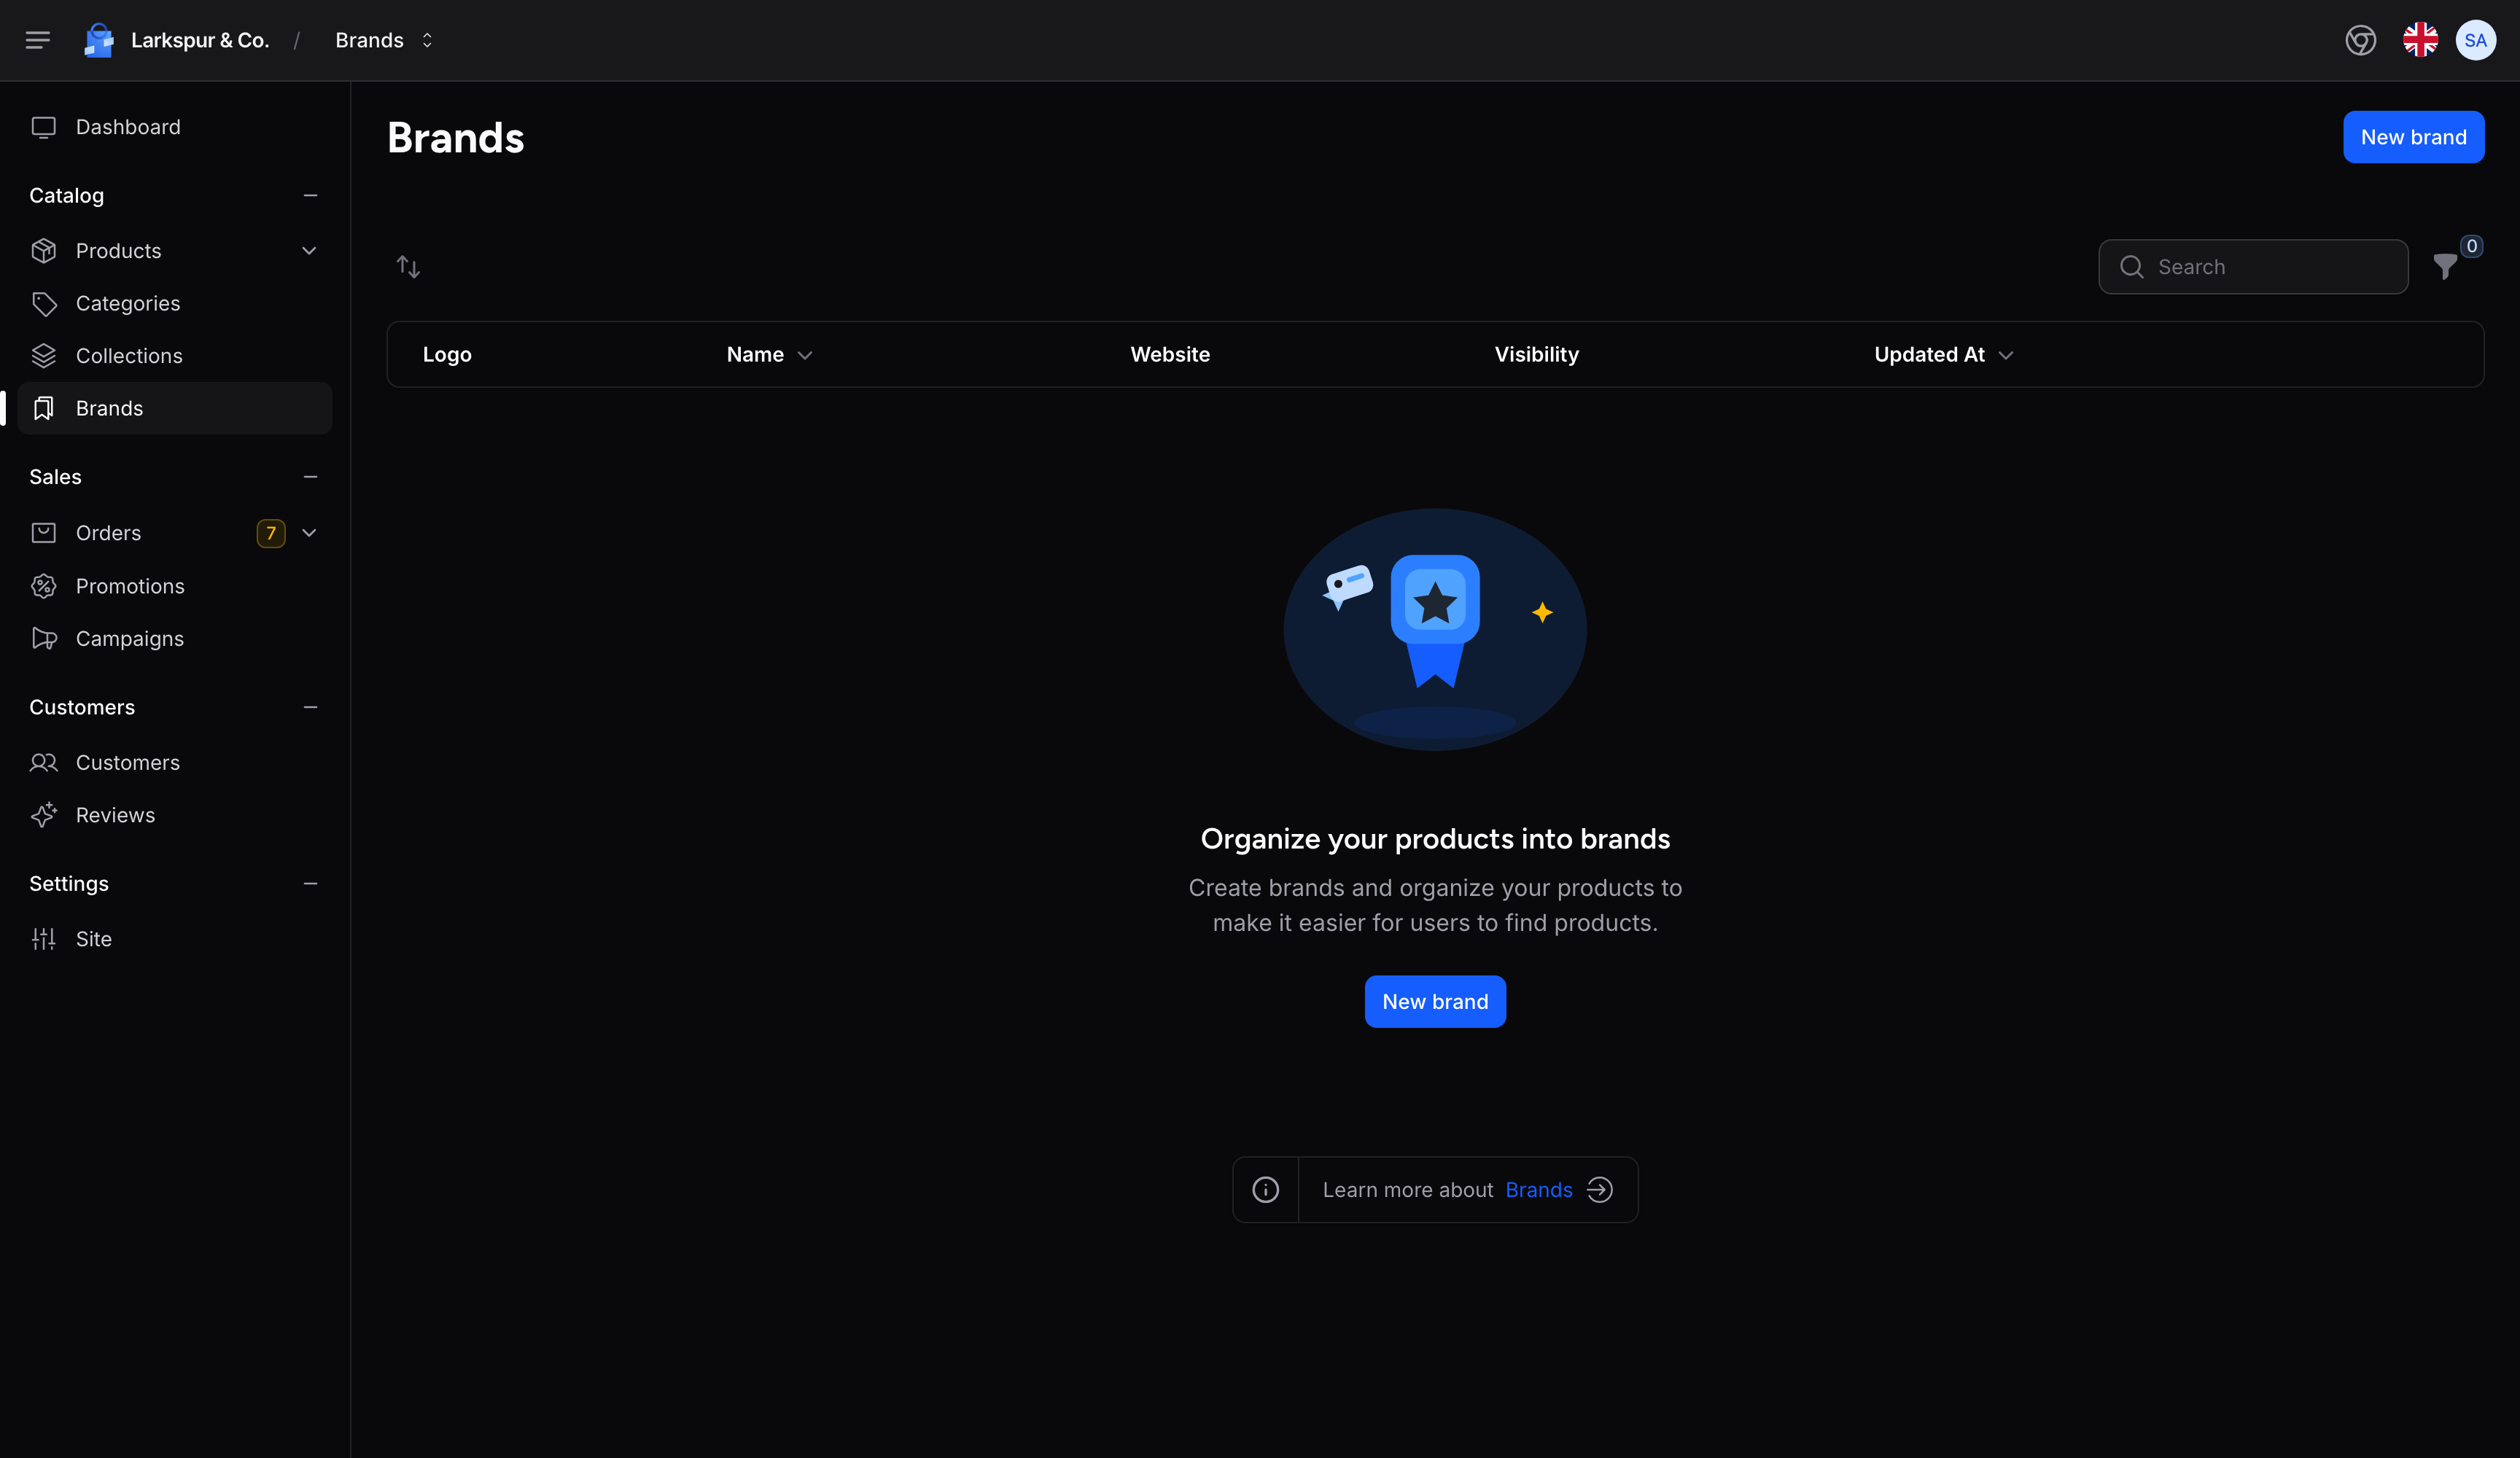 Larkspur & Co. / Brands
SA
Dashboard
Catalog
Products
Categories
Collections
Brands
Sales
Orders 7
Promotions
Campaigns
Customers
Customers
Reviews
Settings
Site
Brands
New brand
Search
0
Logo Name Website Visibility Updated At
Organize your products into brands
Create brands and organize your products to
make it easier for users to find products.
New brand
Learn more about Brands